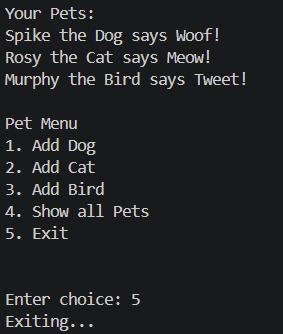 Your Pets:
Spike the Dog says Woof!
Rosy the Cat says Meow!
Murphy the Bird says Tweet!
Pet Menu
1. Add Dog
2. Add Cat
3. Add Bird
4. Show all Pets
5. Exit
Enter choice: 5
Exiting...